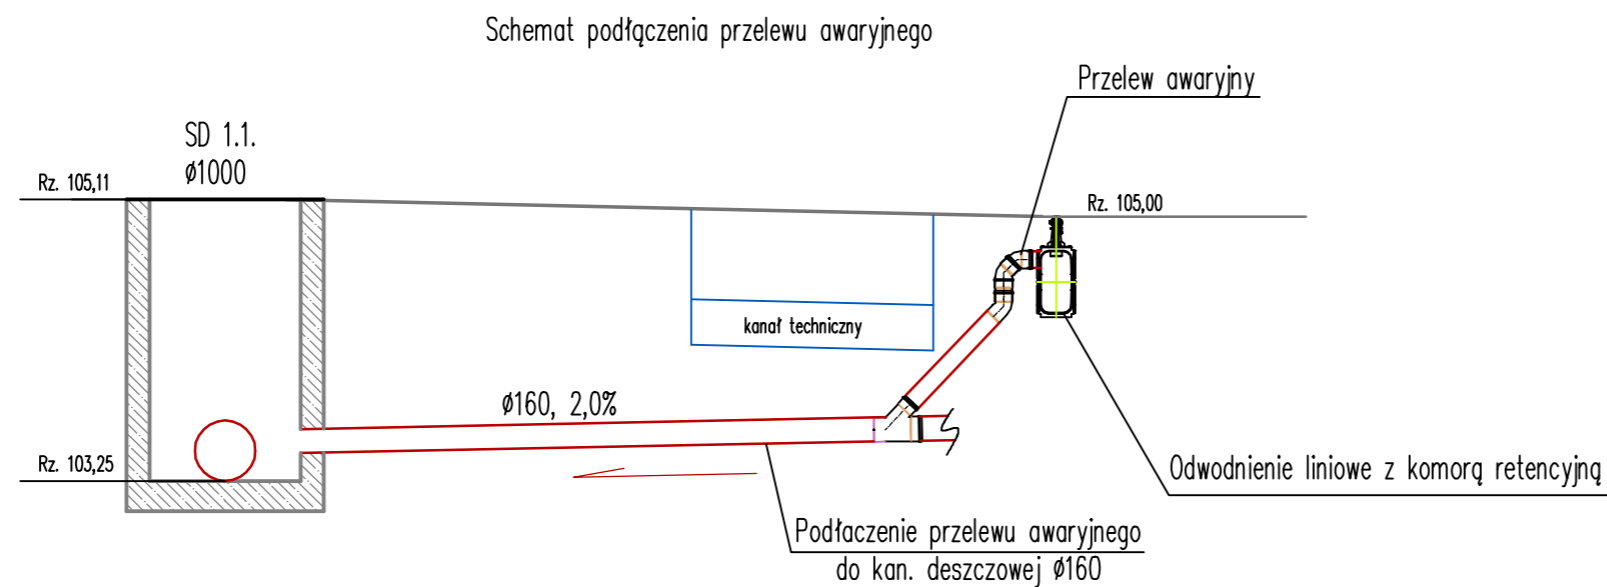 Schemat podłączenia przelewu awaryjnego
Przelew awaryjny
SD 1.1.
ø1000
Rz. 105,11
Rz. 105,00
kanał techniczny
ø160, 2,0%
Rz. 103,25
Odwodnienie liniowe z komorą retencyjną
Podłaczenie przelewu awaryjnego
do kan. deszczowej ø160